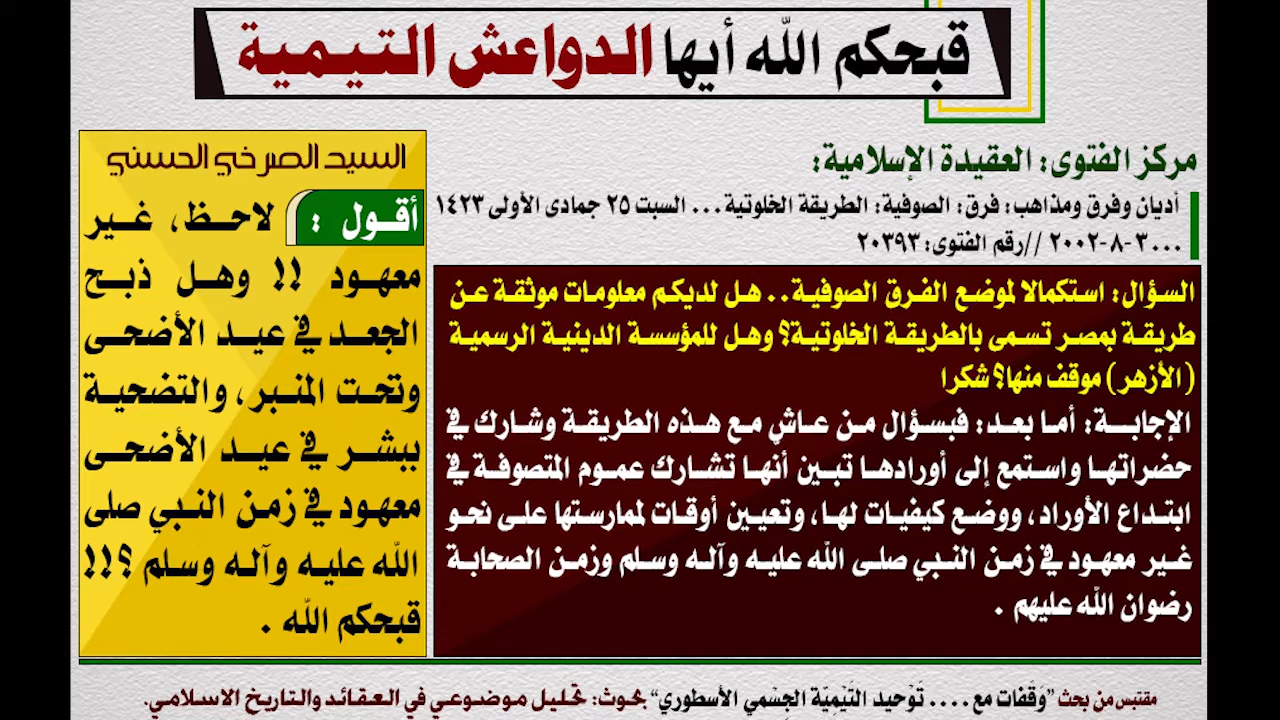 قبحكم الله أيها الدواعش التيمية
مركز الفتوى: العقيدة الإسلامية:
أديان وفرق ومذاهب: فرق: الصوفية: الطريقة الخلوتية... السبت ٢٥ جمادى الأولى ١٤٢٣
...٣-٨-٢٠٠٢ //رقم الفتوى: ٢٠٣٩٣
السؤال: استكمالا لموضع الفرق الصوفية.. هل لديكم معلومات موثقة عن
طريقة بمصر تسمى بالطريقة الخلوتية؟ وهل للمؤسسة الدينية الرسمية
(الأزهر) موقف منها؟ شكرا
الإجابة: أما بعد: فبسؤال من عاش مع هذه الطريقة وشارك في
حضراتها واستمع إلى أورادها تبين أنها تشارك عموم المتصوفة في
ابتداع الأوراد، ووضع كيفيات لها، وتعيين أوقات لممارستها على نحو
غير معهود في زمن النبي صلى الله عليه وآله وسلم وزمن الصحابة
رضوان الله عليهم .
السيد الصرخي الحسني
أقول : لاحظ، غير
معهود !! وهل ذبح
الجعد في عيد الأضحى
وتحت المنبر، والتضحية
ببشر في عيد الأضحى
معهود في زمن النبي صلى
الله عليه وآله وسلم ؟!!
قبحكم الله .
مقتبس من بحث "وَقَفات مع.... تَوْحيد التَيْمِيّة الجِسْمي الأسطوري" بحوث: تحليل موضوعي في العقائد والتاريخ الاسلامي.